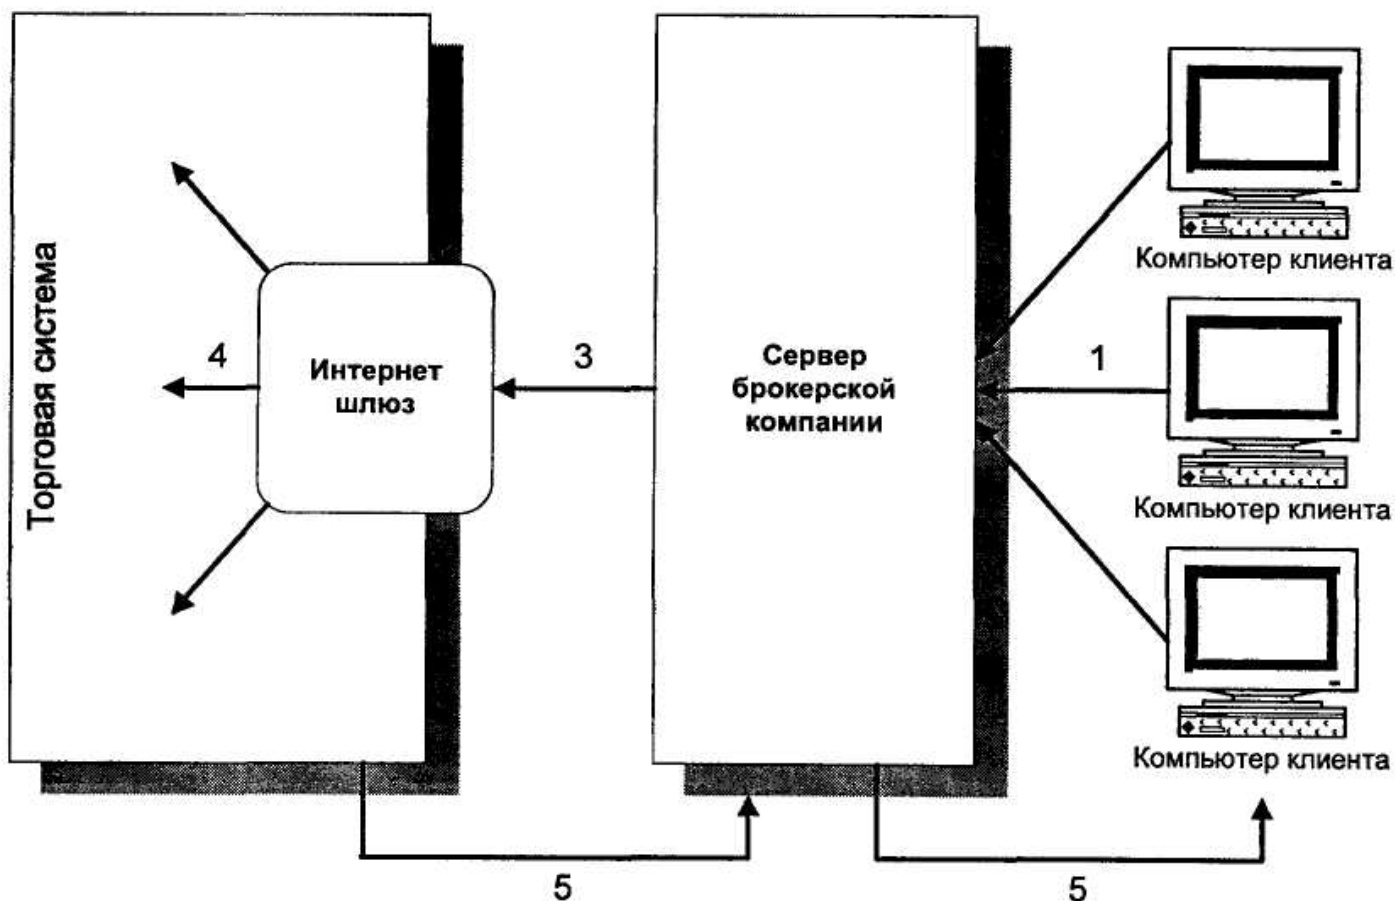 Торговая система
4
Интернет
шлюз
3
Сервер
брокерской
компании
1
Компьютер клиента
Компьютер клиента
Компьютер клиента
5
5